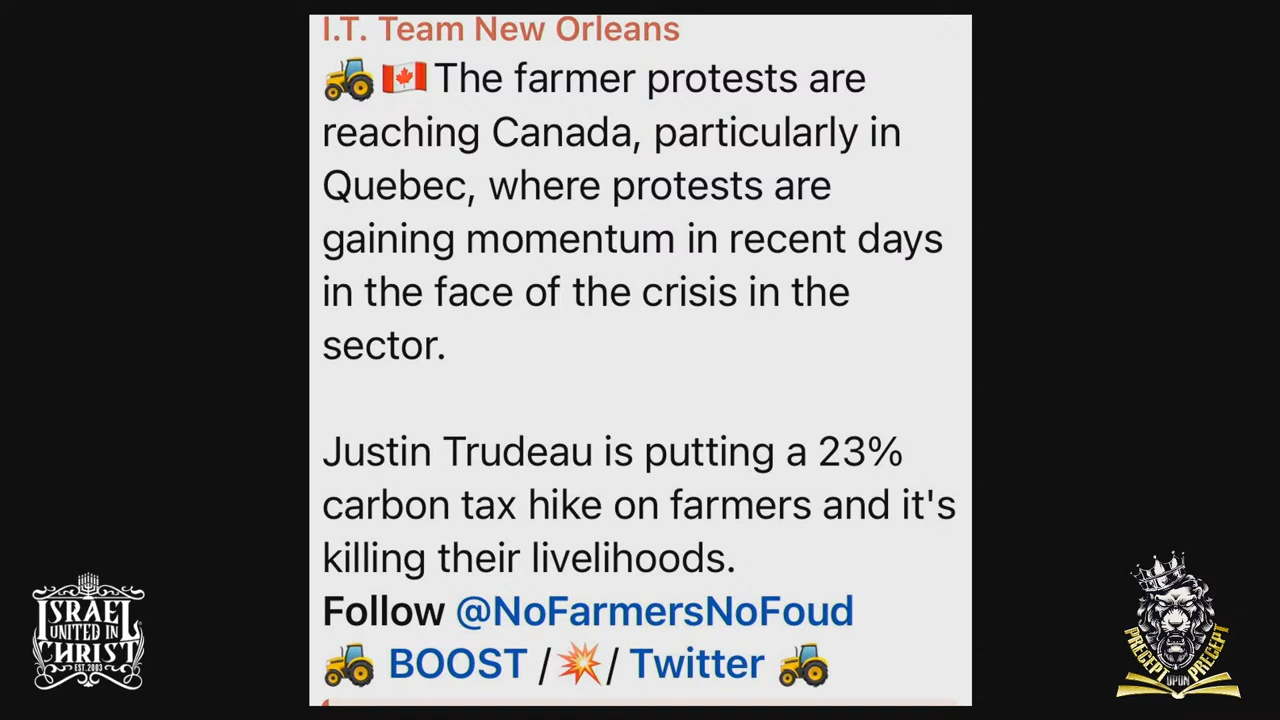 I.T. Team New Orleans
🚜🇨🇦The farmer protests are
reaching Canada, particularly in
Quebec, where protests are
gaining momentum in recent days
in the face of the crisis in the
sector.
Justin Trudeau is putting a 23%
carbon tax hike on farmers and it's
killing their livelihoods.
Follow @NoFarmersNoFoud
🚜 BOOST /💥/ Twitter 🚜
ISRAEL
UNITED IN
CHRIST
EST. 2003
PRECEPT
UPON
PRECEPT